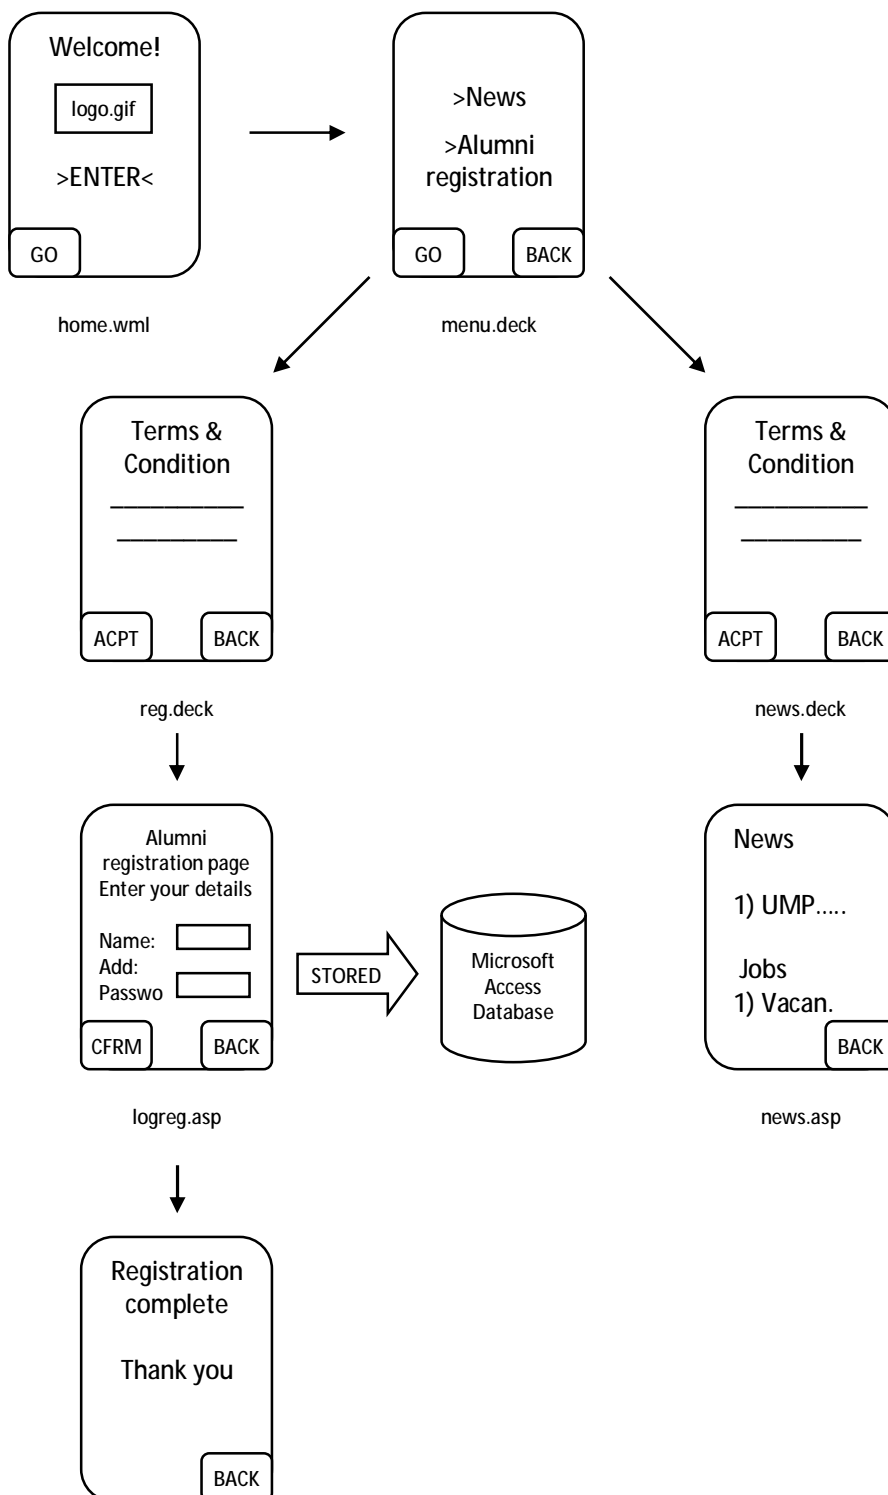 Welcome!
logo.gif
>ENTER<
GO
home.wml
>News
>Alumni
registration
GO
BACK
menu.deck
Terms &
Condition
ACPT
BACK
reg.deck
Terms &
Condition
ACPT
BACK
news.deck
Alumni
registration page
Enter your details
Name:
Add:
Passwo
CFRM
BACK
logreg.asp
STORED
Microsoft
Access
Database
News
1) UMP.....
Jobs
1) Vacan.
BACK
news.asp
Registration
complete
Thank you
BACK